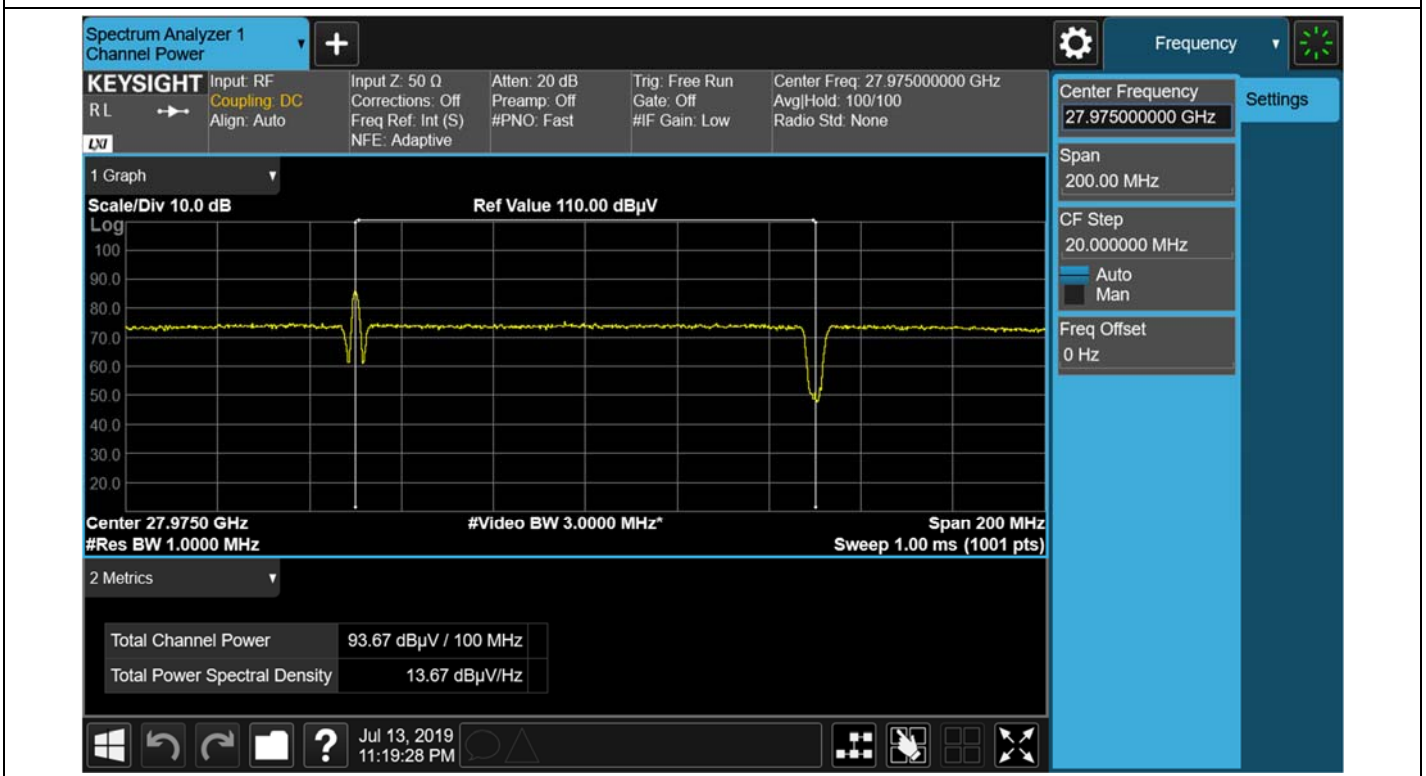 Spectrum Analyzer 1
Channel Power
+
Frequency
KEYSIGHT
RL
LXI
Input: RF
Coupling: DC
Align: Auto
Input Z: 50 Ω
Corrections: Off
Freq Ref: Int (S)
NFE: Adaptive
Atten: 20 dB
Preamp: Off
#PNO: Fast
Trig: Free Run
Gate: Off
#IF Gain: Low
Center Freq: 27.975000000 GHz
Avg|Hold: 100/100
Radio Std: None
Center Frequency
27.975000000 GHz
Settings
Span
200.00 MHz
CF Step
20.000000 MHz
Auto
Man
Freq Offset
0 Hz
1 Graph
Scale/Div 10.0 dB
Ref Value 110.00 dBµV
Log
100
90.0
80.0
70.0
60.0
50.0
40.0
30.0
20.0
Center 27.9750 GHz
#Video BW 3.0000 MHz*
Span 200 MHz
#Res BW 1.0000 MHz
Sweep 1.00 ms (1001 pts)
2 Metrics
Total Channel Power 93.67 dBµV / 100 MHz
Total Power Spectral Density 13.67 dBµV/Hz
?
Jul 13, 2019
11:19:28 PM